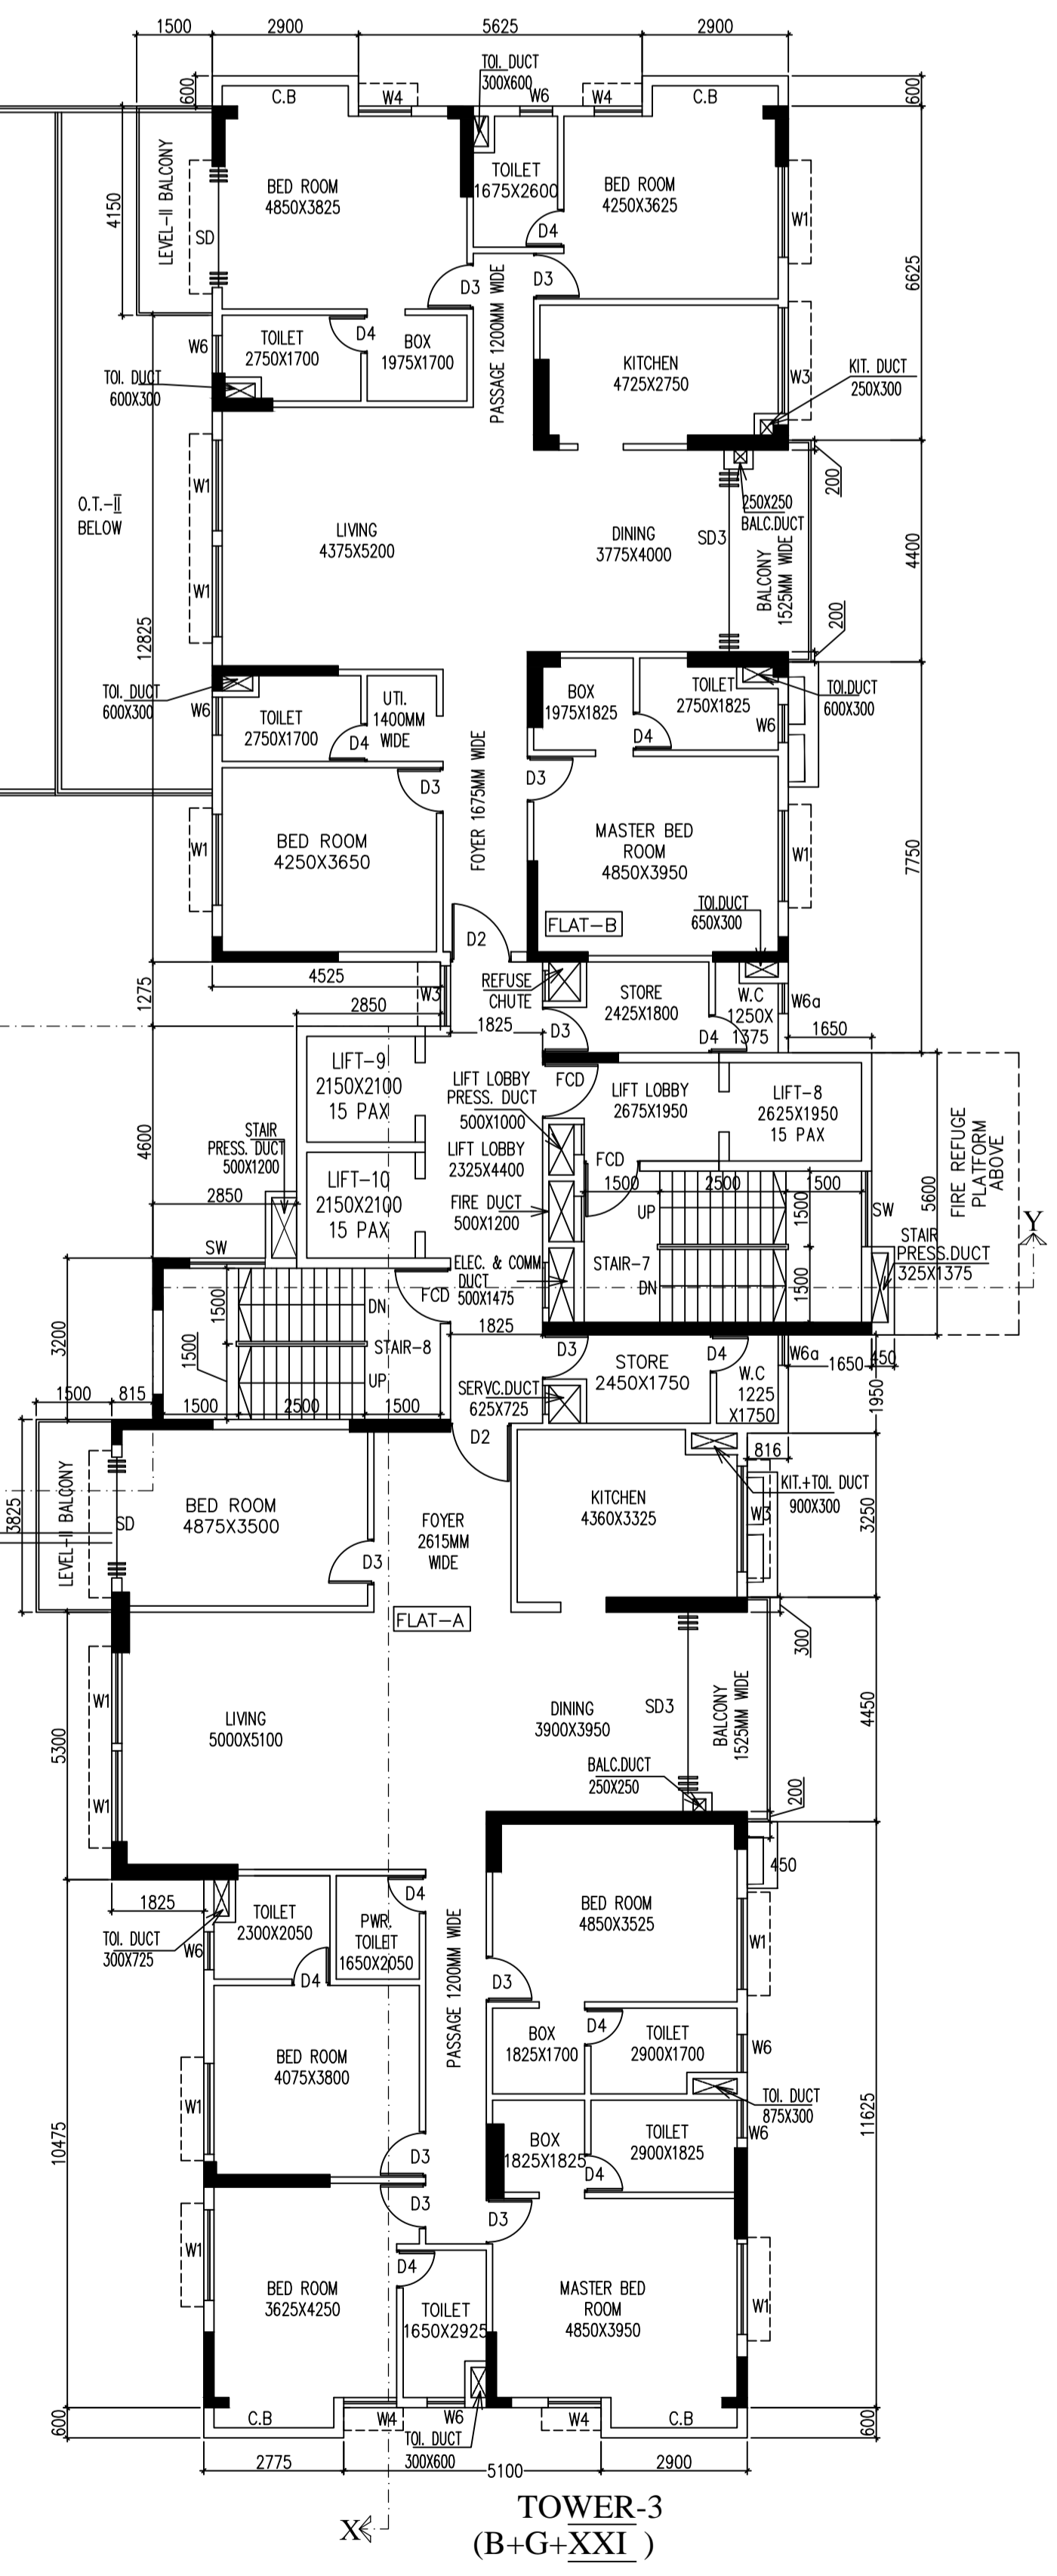 1500
2900
5625
2900
TOI. DUCT
300X600
600
C.B
W4
W6
W4
C.B
600
LEVEL-II BALCONY
4150
SD
BED ROOM
4850X3825
TOILET
1675X2600
BED ROOM
4250X3625
D4
W1
6625
D3
PASSAGE 1200MM WIDE
D3
W6
TOILET
2750X1700
D4
BOX
1975X1700
KITCHEN
4725X2750
W3
KIT. DUCT
250X300
TOI. DUCT
600X300
200
O.T.-II
BELOW
W1
LIVING
4375X5200
DINING
3775X4000
SD3
250X250
BALC.DUCT
BALCONY
1525MM WIDE
4400
W1
12825
200
TOI. DUCT
600X300
W6
TOILET
2750X1700
UTI.
1400MM
WIDE
D4
BOX
1975X1825
TOILET
2750X1825
D4
W6
TOI.DUCT
600X300
D3
FOYER 1675MM WIDE
D3
W1
BED ROOM
4250X3650
MASTER BED
ROOM
4850X3950
W1
7750
TOI.DUCT
650X300
FLAT-B
D2
4525
1275
2850
W3
REFUSE
CHUTE
STORE
2425X1800
W.C
1250X
1375
W6a
1825
D3
D4
1650
LIFT-9
2150X2100
15 PAX
LIFT LOBBY
PRESS. DUCT
500X1000
FCD
LIFT LOBBY
2675X1950
LIFT-8
2625X1950
15 PAX
FIRE REFUGE
PLATFORM
ABOVE
STAIR
PRESS. DUCT
500X1200
4600
LIFT LOBBY
2325X4400
FCD
LIFT-10
2150X2100
15 PAX
2850
FIRE DUCT
500X1200
1500
2500
1500
UP
1500
SW
5600
Y
SW
ELEC. & COMM.
DUCT
500X1475
STAIR-7
DN
1500
STAIR
PRESS.DUCT
325X1375
FCD
1500
DN
STAIR-8
UP
1500
3200
1825
D3
STORE
2450X1750
D4
W6a
1650
450
W.C
1225
X1750
1950
1500
815
1500
2500
1500
SERVC.DUCT
625X725
D2
816
LEVEL-II BALCONY
3825
SD
BED ROOM
4875X3500
D3
FOYER
2615MM
WIDE
KITCHEN
4360X3325
KIT.+TOI. DUCT
900X300
W3
3250
FLAT-A
300
W1
LIVING
5000X5100
DINING
3900X3950
SD3
BALCONY
1525MM WIDE
4450
5300
W1
BALC.DUCT
250X250
200
450
1825
TOI. DUCT
300X725
W6
TOILET
2300X2050
D4
PWR.
TOILET
1650X2050
D4
PASSAGE 1200MM WIDE
BED ROOM
4850X3525
W1
D3
BED ROOM
4075X3800
W1
BOX
1825X1700
D4
TOILET
2900X1700
W6
TOI. DUCT
875X300
11625
10475
BOX
1825X1825
TOILET
2900X1825
D4
W6
D3
D3
D3
W1
D4
BED ROOM
3625X4250
TOILET
1650X2925
MASTER BED
ROOM
4850X3950
W1
600
C.B
W4
W6
W4
C.B
600
TOI. DUCT
300X600
2775
5100
2900
X
TOWER-3
(B+G+XXI )